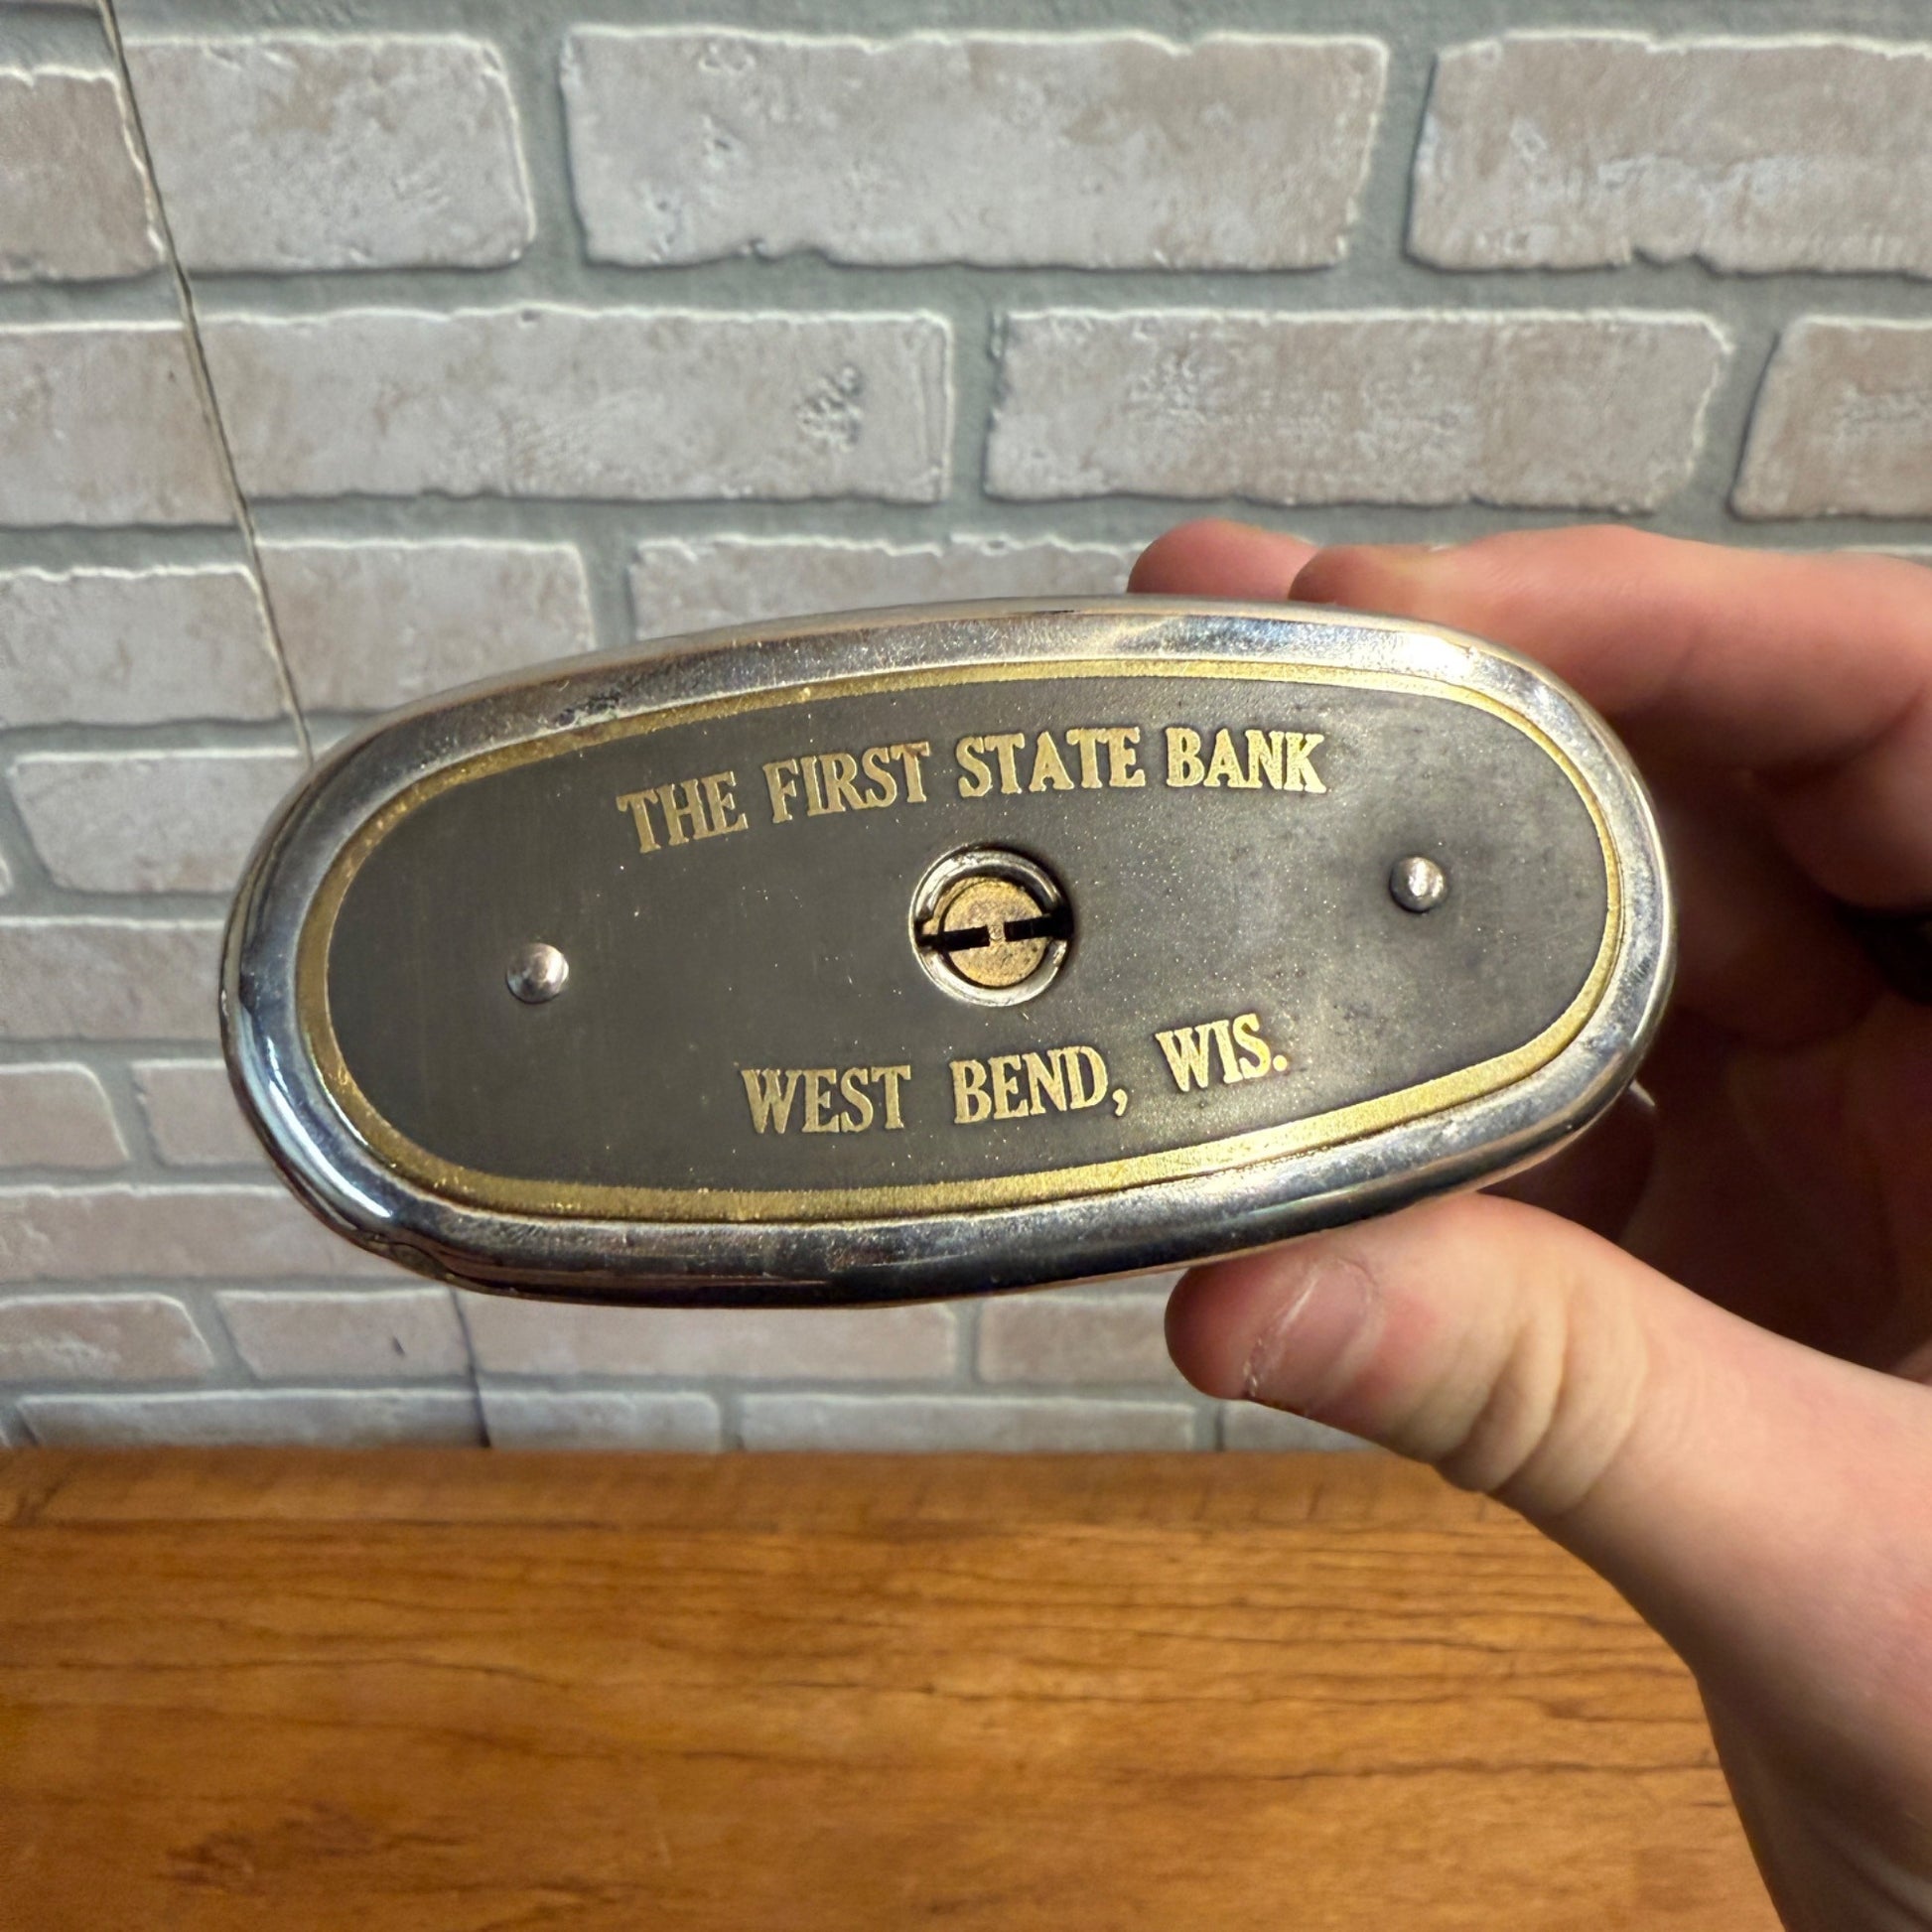 THE FIRST STATE BANK
WEST BEND, WIS.